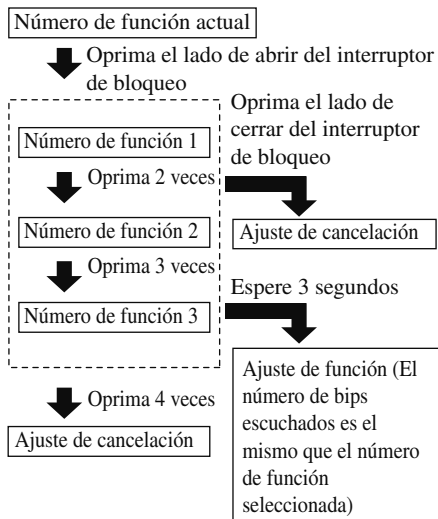 Número de función actual
Oprima el lado de abrir del interruptor
de bloqueo
Oprima el lado de
cerrar del interruptor
de bloqueo
Número de función 1
Oprima 2 veces
Número de función 2
Ajuste de cancelación
Oprima 3 veces
Espere 3 segundos
Número de función 3
Ajuste de función (El
número de bips
escuchados es el
mismo que el número
de función
seleccionada)
Oprima 4 veces
Ajuste de cancelación